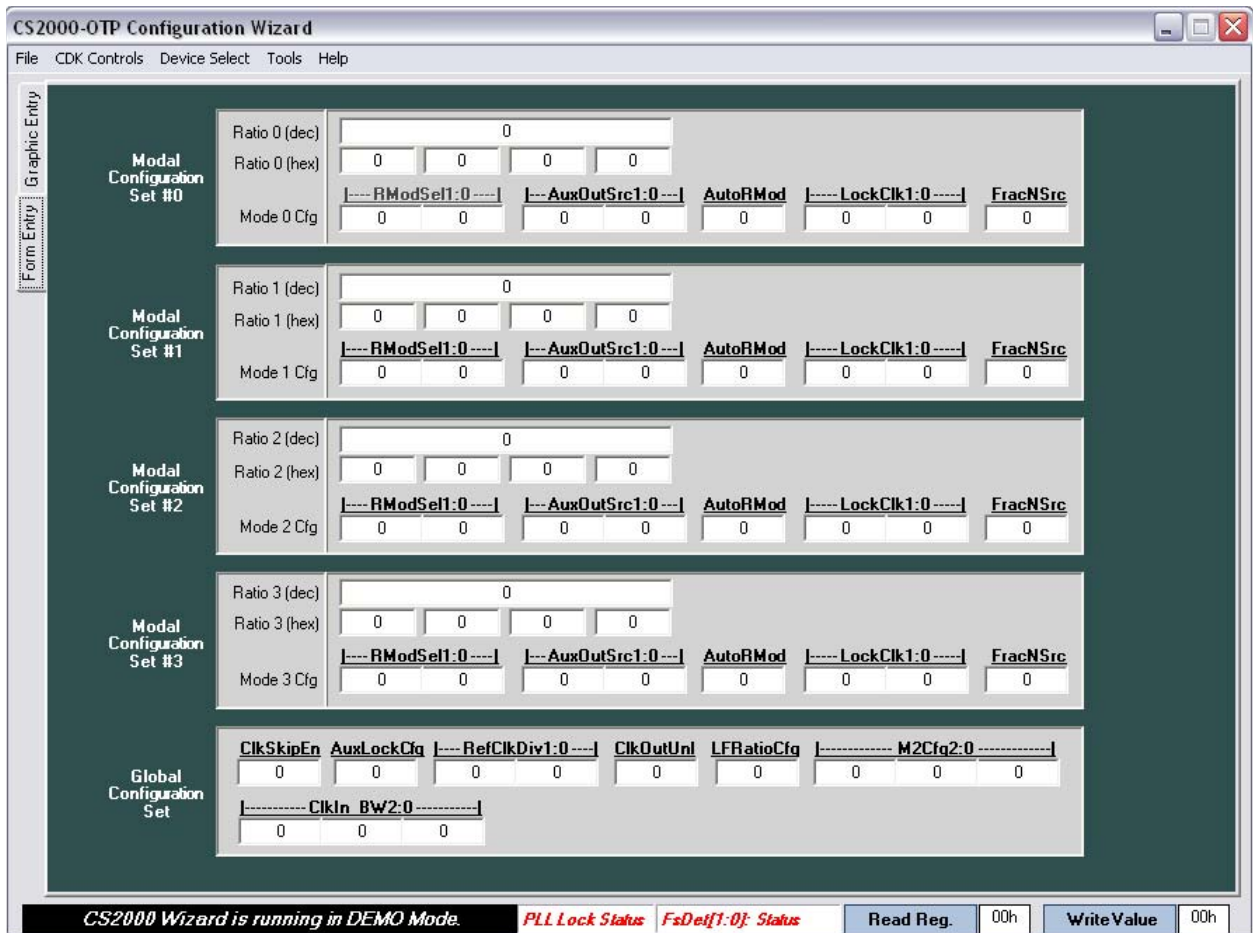 CS2000-OTP Configuration Wizard
File CDK Controls Device Select Tools Help
Graphic Entry
Form Entry
Modal
Configuration
Set #0
Ratio 0 (dec) 0
Ratio 0 (hex) 0 0 0 0
|---- RModSel1:0 ----| |--- AuxOutSrc1:0 ---| AutoRMod |----- LockClk1:0 -----| FracNSrc
Mode 0 Cfg 0 0 0 0 0 0 0 0
Modal
Configuration
Set #1
Ratio 1 (dec) 0
Ratio 1 (hex) 0 0 0 0
|---- RModSel1:0 ----| |--- AuxOutSrc1:0 ---| AutoRMod |----- LockClk1:0 -----| FracNSrc
Mode 1 Cfg 0 0 0 0 0 0 0 0
Modal
Configuration
Set #2
Ratio 2 (dec) 0
Ratio 2 (hex) 0 0 0 0
|---- RModSel1:0 ----| |--- AuxOutSrc1:0 ---| AutoRMod |----- LockClk1:0 -----| FracNSrc
Mode 2 Cfg 0 0 0 0 0 0 0 0
Modal
Configuration
Set #3
Ratio 3 (dec) 0
Ratio 3 (hex) 0 0 0 0
|---- RModSel1:0 ----| |--- AuxOutSrc1:0 ---| AutoRMod |----- LockClk1:0 -----| FracNSrc
Mode 3 Cfg 0 0 0 0 0 0 0 0
Global
Configuration
Set
ClkSkipEn AuxLockCfg |---- RefClkDiv1:0 ----| ClkOutUnl LFRatioCfg |------------ M2Cfg2:0 ------------|
0 0 0 0 0 0 0 0 0
|----------- ClkIn_BW2:0 -----------|
0 0 0
CS2000 Wizard is running in DEMO Mode. PLL Lock Status FsDet[1:0]: Status Read Reg. 00h Write Value 00h